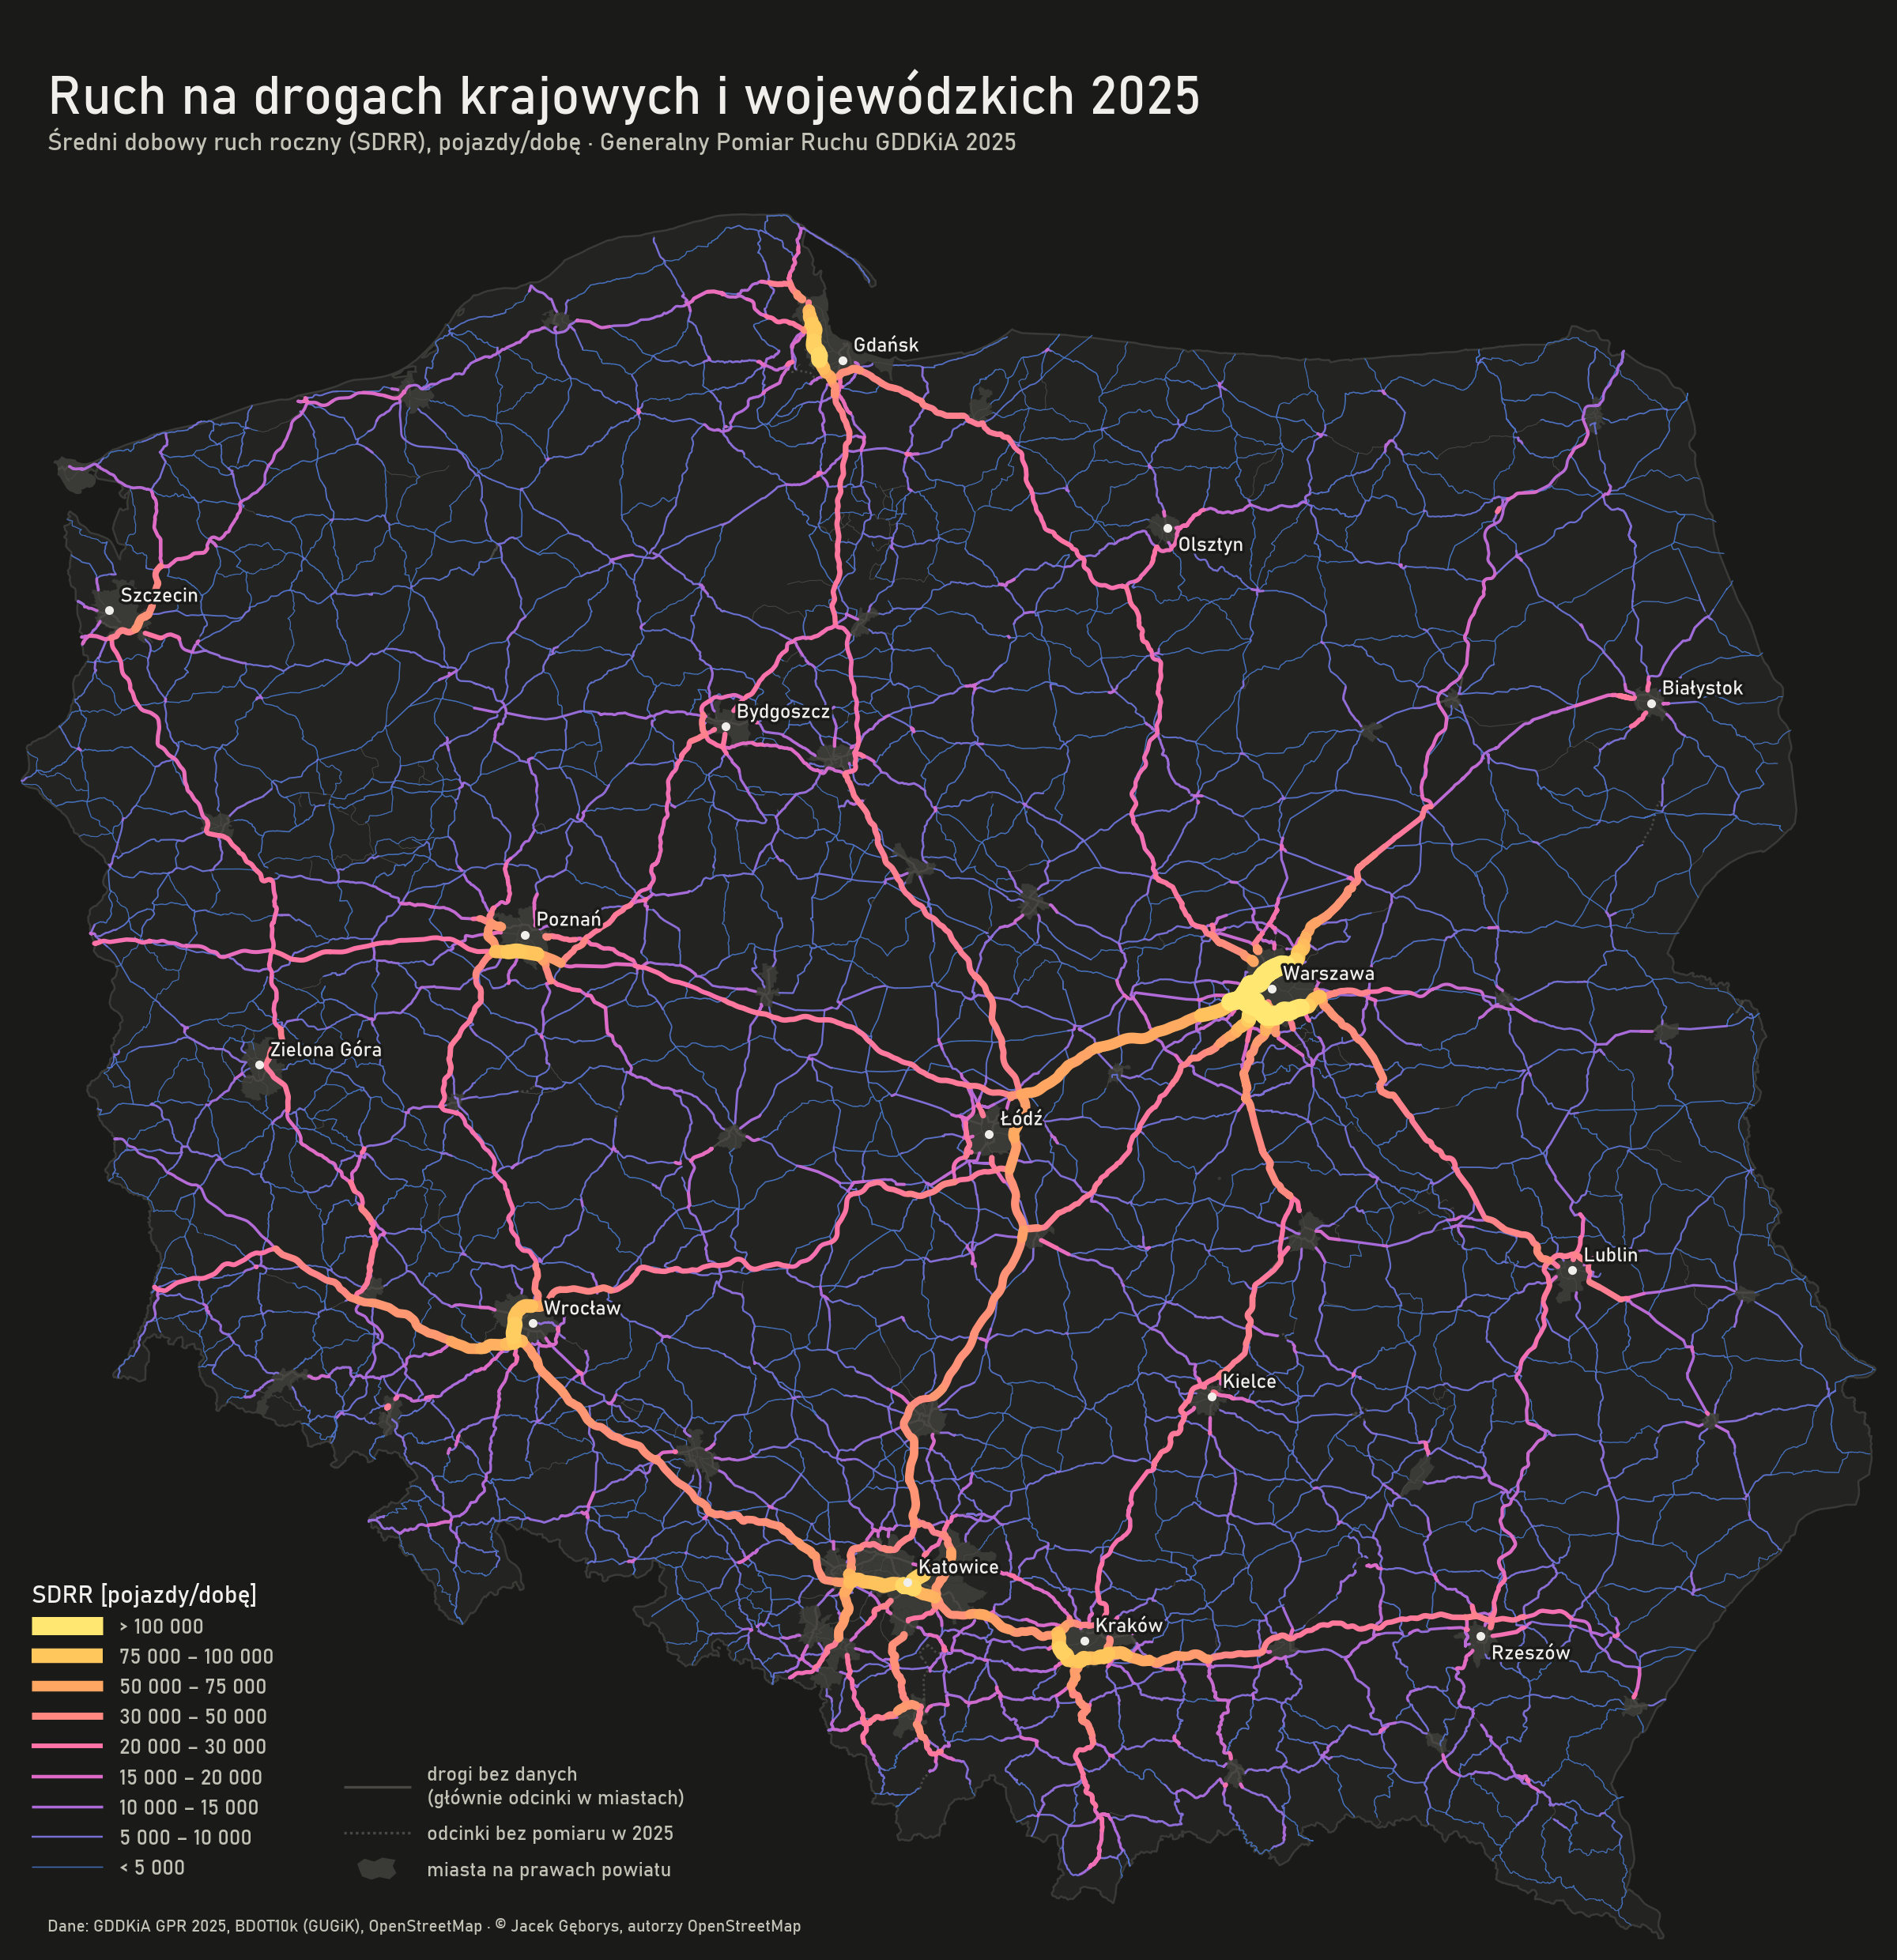 Ruch na drogach krajowych i wojewódzkich 2025
Średni dobowy ruch roczny (SDRR), pojazdy/dobę · Generalny Pomiar Ruchu GDDKiA 2025
Gdańsk
Olsztyn
Szczecin
Białystok
Bydgoszcz
Poznań
Warszawa
Zielona Góra
Łódź
Lublin
Wrocław
Kielce
Katowice
Kraków
Rzeszów
SDRR [pojazdy/dobę]
> 100 000
75 000 – 100 000
50 000 – 75 000
30 000 – 50 000
20 000 – 30 000
15 000 – 20 000
10 000 – 15 000
5 000 – 10 000
< 5 000
drogi bez danych
(głównie odcinki w miastach)
odcinki bez pomiaru w 2025
miasta na prawach powiatu
Dane: GDDKiA GPR 2025, BDOT10k (GUGiK), OpenStreetMap · © Jacek Gęborys, autorzy OpenStreetMap